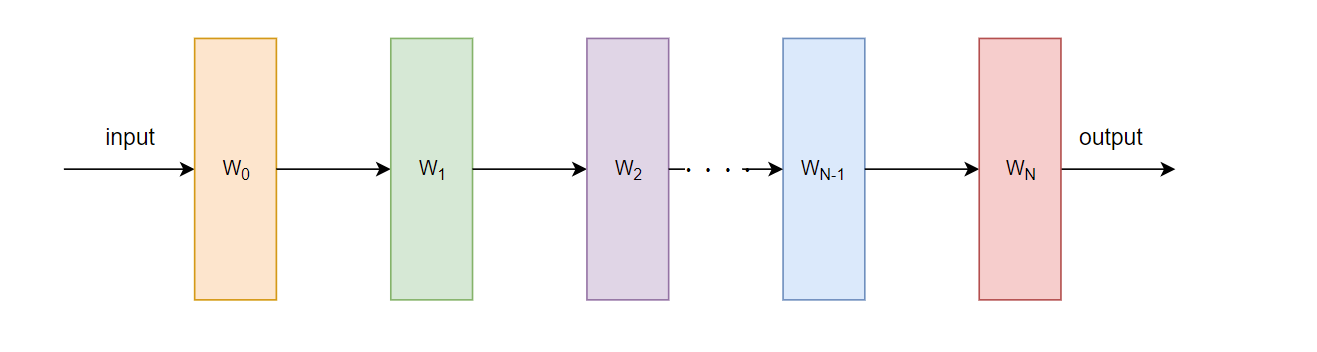 input
output
W0
W1
W2
. . . .
WN-1
WN